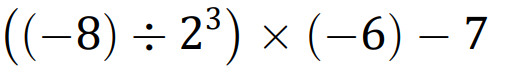 ((−8) ÷ 2³) × (−6) − 7